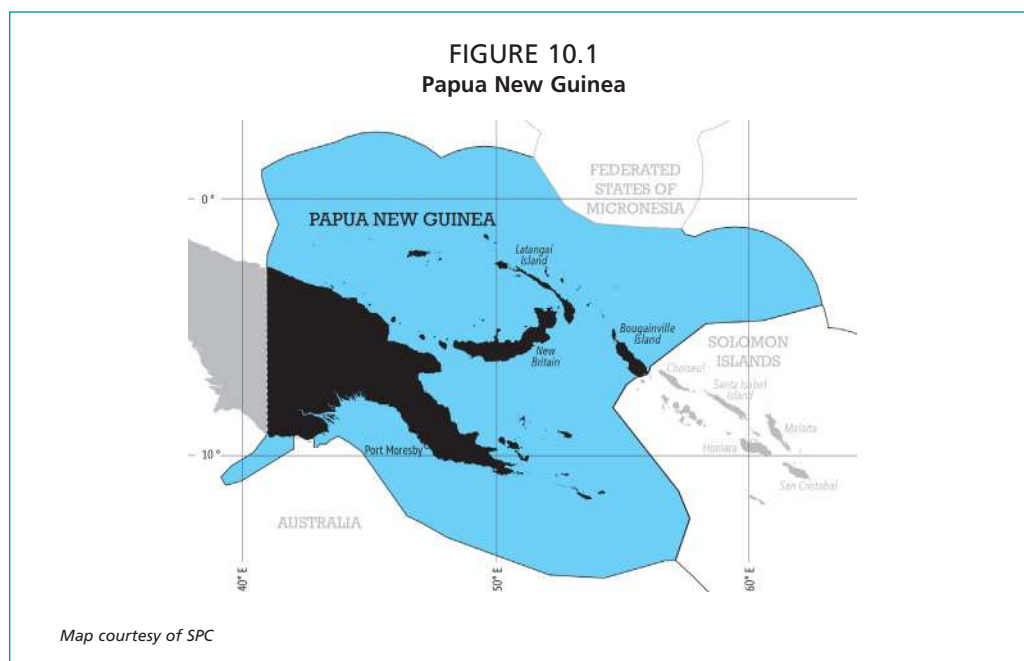 FIGURE 10.1
Papua New Guinea
FEDERATED
STATES OF
MICRONESIA
0°
PAPUA NEW GUINEA
Latangai
Island
Bougainville
Island
New
Britain
SOLOMON
ISLANDS
Choiseul
Santa Isabel
Island
Malaita
Port Moresby
Honiara
10°
San Cristobal
AUSTRALIA
40°E
50°E
60°E
Map courtesy of SPC